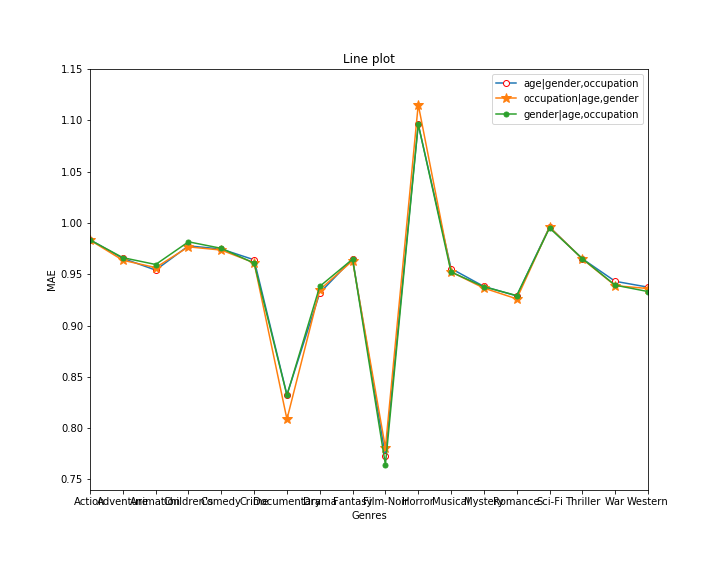 Line plot
1.15
1.10
1.05
1.00
0.95
0.90
0.85
0.80
0.75
MAE
age|gender,occupation
occupation|age,gender
gender|age,occupation
Action Adventure Animation Children's Comedy Crime Documentary Drama Fantasy Film-Noir Horror Musical Mystery Romance Sci-Fi Thriller War Western
Genres